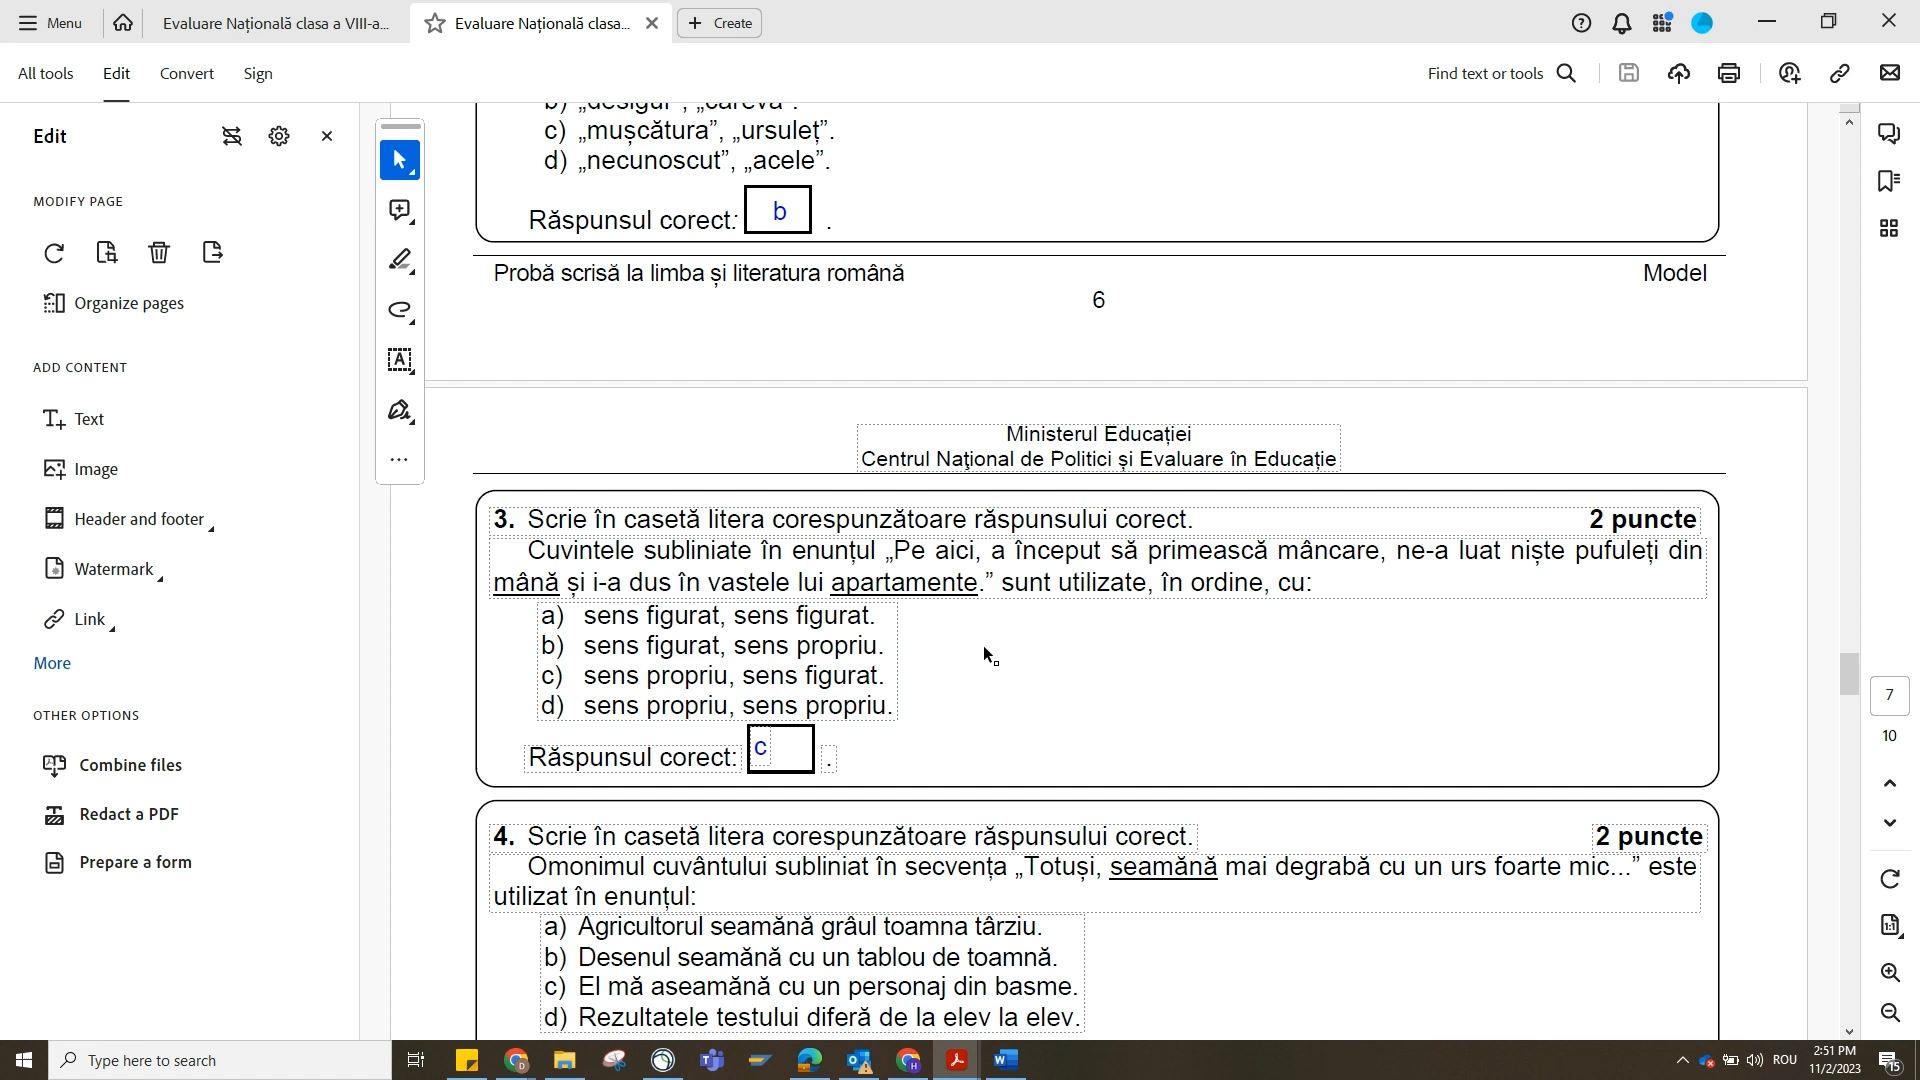 Menu
Evaluare Națională clasa a VIII-a...
Evaluare Națională clasa...
Create
All tools
Edit
Convert
Sign
Find text or tools
Edit
MODIFY PAGE
Organize pages
ADD CONTENT
Text
Image
Header and footer
Watermark
Link
More
OTHER OPTIONS
Combine files
Redact a PDF
Prepare a form
b) „desigur”, „careva”.
c) „mușcătura”, „ursuleț”.
d) „necunoscut”, „acele”.
Răspunsul corect: b .
Probă scrisă la limba și literatura română Model
6
Ministerul Educației
Centrul Naţional de Politici și Evaluare în Educație
3. Scrie în casetă litera corespunzătoare răspunsului corect. 2 puncte
Cuvintele subliniate în enunțul „Pe aici, a început să primească mâncare, ne-a luat niște pufuleți din
mână și i-a dus în vastele lui apartamente.” sunt utilizate, în ordine, cu:
a) sens figurat, sens figurat.
b) sens figurat, sens propriu.
c) sens propriu, sens figurat.
d) sens propriu, sens propriu.
Răspunsul corect: c .
4. Scrie în casetă litera corespunzătoare răspunsului corect. 2 puncte
Omonimul cuvântului subliniat în secvența „Totuși, seamănă mai degrabă cu un urs foarte mic...” este
utilizat în enunțul:
a) Agricultorul seamănă grâul toamna târziu.
b) Desenul seamănă cu un tablou de toamnă.
c) El mă aseamănă cu un personaj din basme.
d) Rezultatele testului diferă de la elev la elev.
7
10
1:1
Type here to search
ROU
2:51 PM
11/2/2023
15